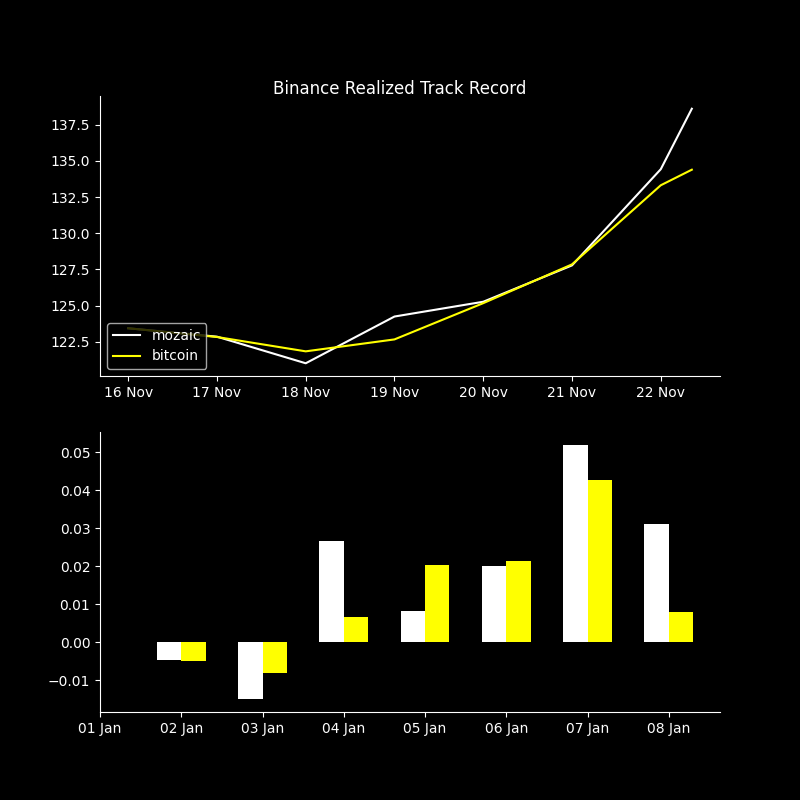 Binance Realized Track Record
137.5
135.0
132.5
130.0
127.5
125.0
122.5
mozaic
bitcoin
16 Nov 17 Nov 18 Nov 19 Nov 20 Nov 21 Nov 22 Nov
0.05
0.04
0.03
0.02
0.01
0.00
−0.01
01 Jan 02 Jan 03 Jan 04 Jan 05 Jan 06 Jan 07 Jan 08 Jan